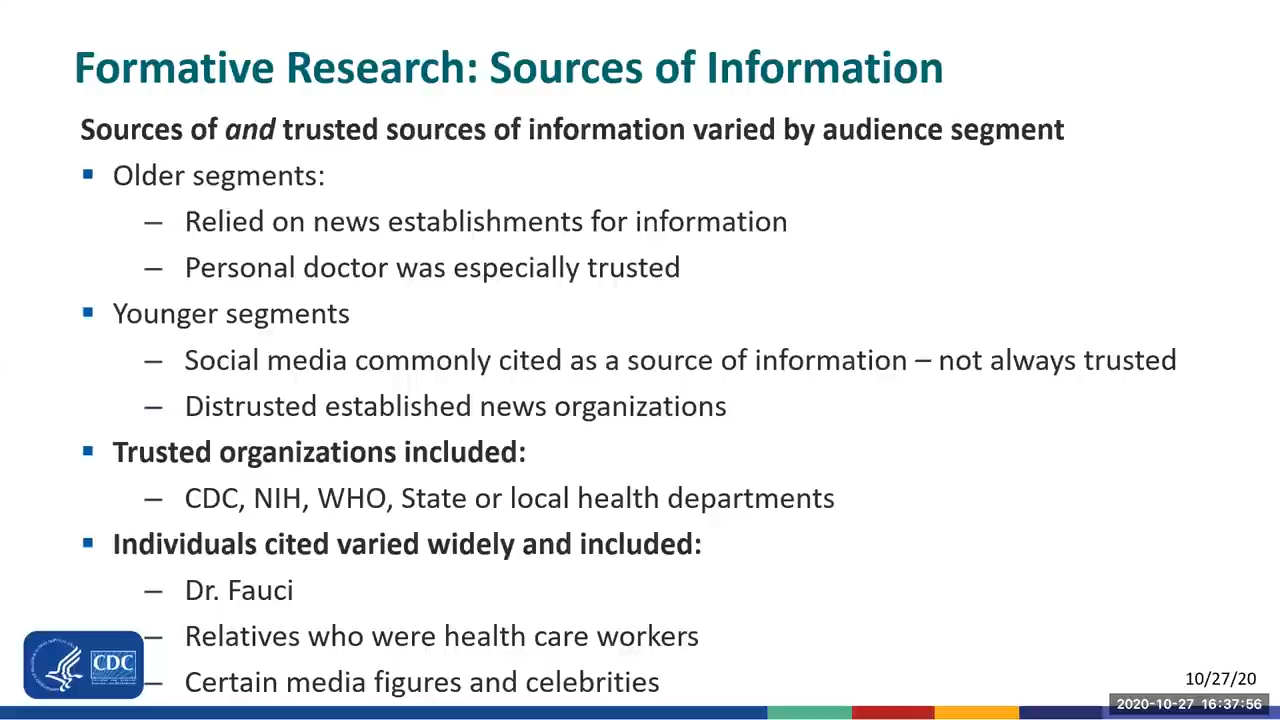 Formative Research: Sources of Information
Sources of and trusted sources of information varied by audience segment
▪ Older segments:
– Relied on news establishments for information
– Personal doctor was especially trusted
▪ Younger segments
– Social media commonly cited as a source of information – not always trusted
– Distrusted established news organizations
▪ Trusted organizations included:
– CDC, NIH, WHO, State or local health departments
▪ Individuals cited varied widely and included:
– Dr. Fauci
– Relatives who were health care workers
– Certain media figures and celebrities
CDC
10/27/20
2020-10-27 16:37:56